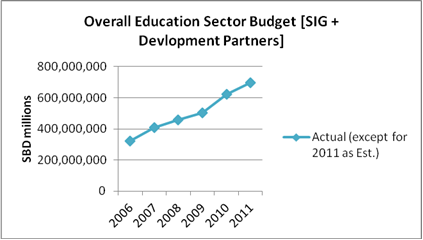 Overall Education Sector Budget [SIG +
Devlopment Partners]
SBD millions
800,000,000
600,000,000
400,000,000
200,000,000
0
2006
2007
2008
2009
2010
2011
Actual (except for
2011 as Est.)